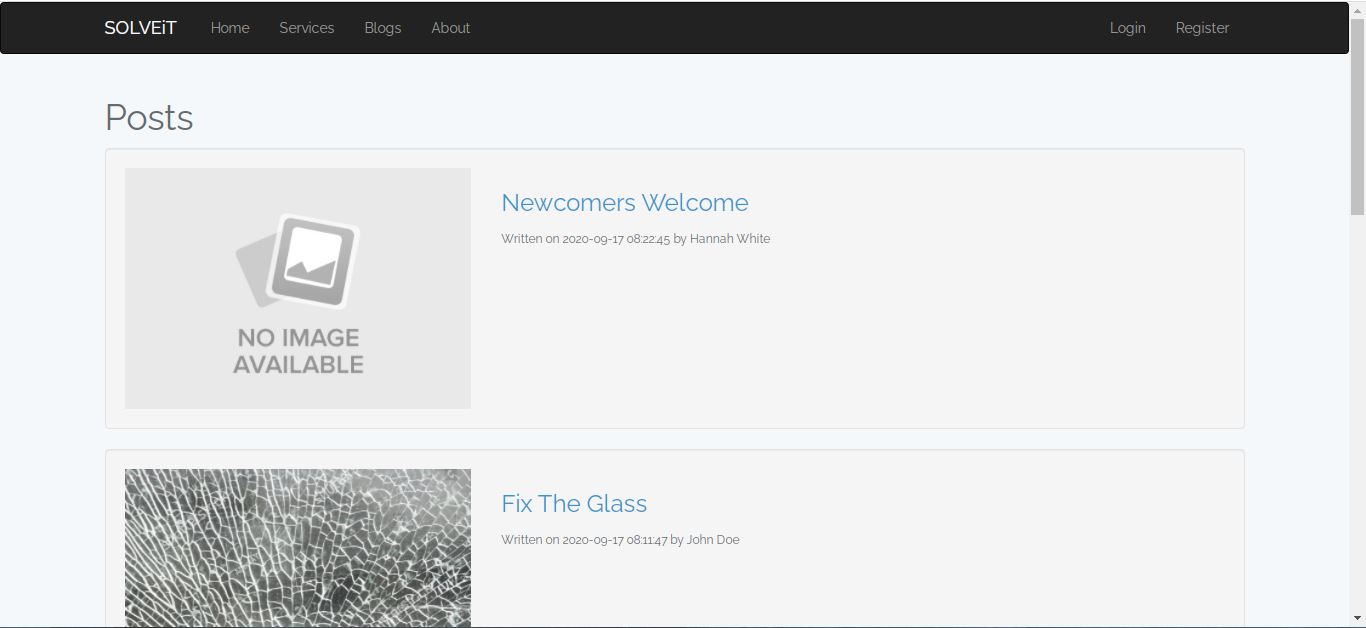 SOLVEiT Home Services Blogs About Login Register
Posts
NO IMAGE
AVAILABLE
Newcomers Welcome
Written on 2020-09-17 08:22:45 by Hannah White
Fix The Glass
Written on 2020-09-17 08:11:47 by John Doe